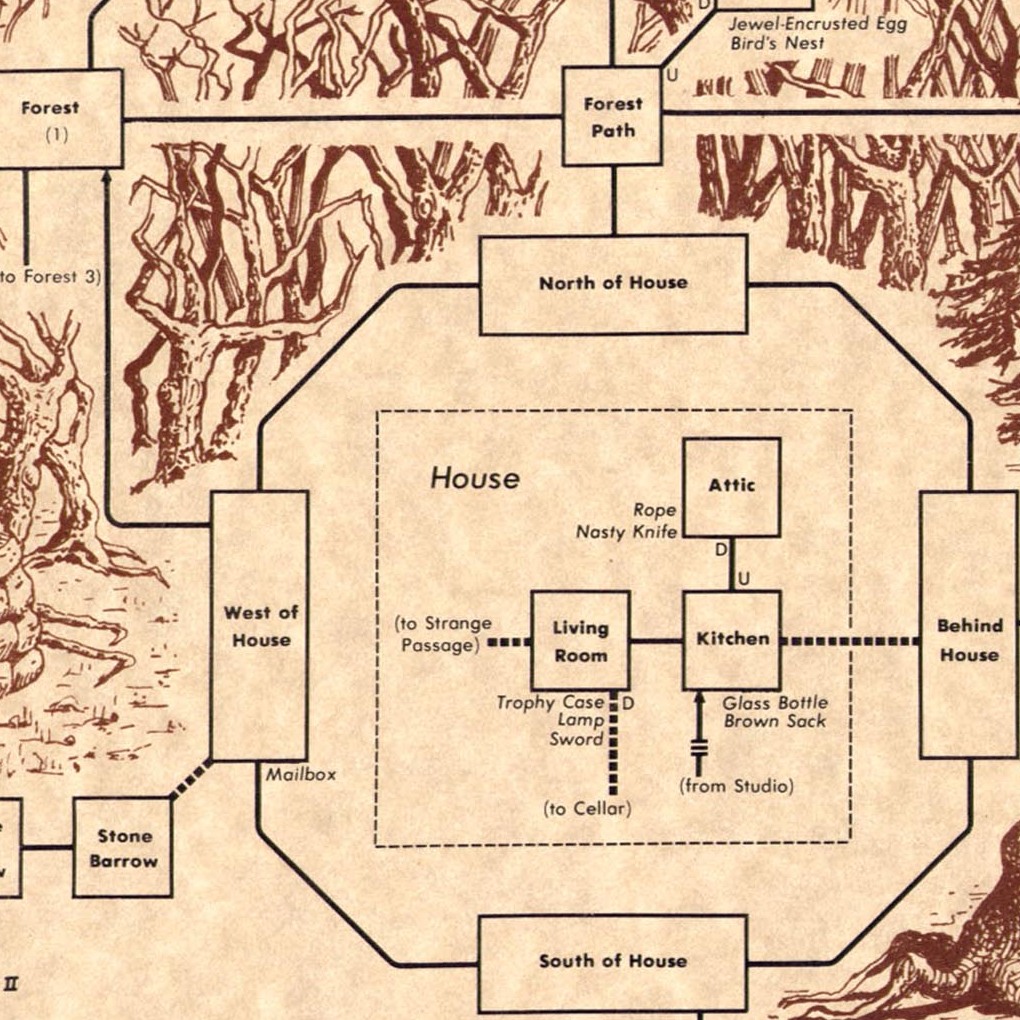 D
Jewel-Encrusted Egg
Bird's Nest
U
Forest
(1)
Forest
Path
to Forest 3)
North of House
House
Attic
Rope
Nasty Knife
D
U
(to Strange
Passage)
Living
Room
Kitchen
West of
House
Behind
House
Trophy Case
Lamp
Sword
D
Glass Bottle
Brown Sack
(from Studio)
(to Cellar)
Mailbox
Stone
Barrow
South of House
II